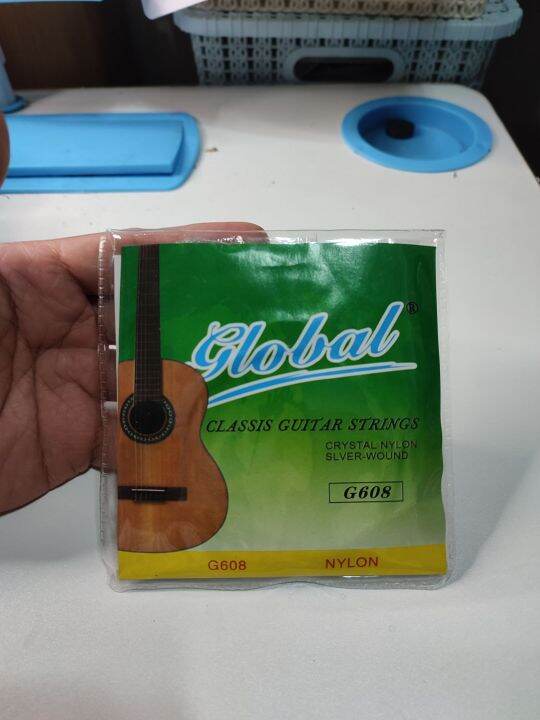 Global®
CLASSIS GUITAR STRINGS
CRYSTAL NYLON
SLVER-WOUND
G608
G608 NYLON